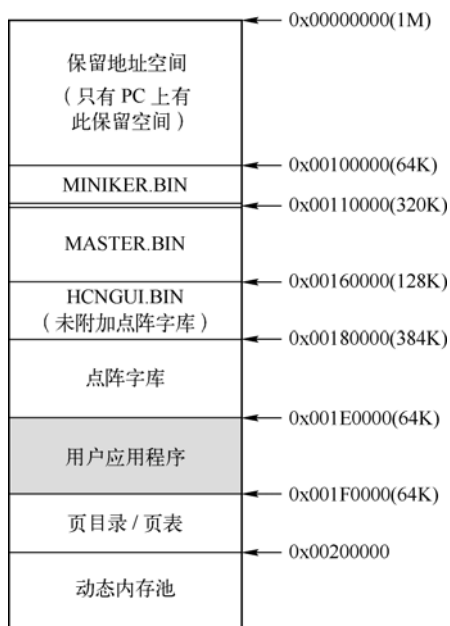 0x00000000(1M)
保留地址空间
（只有 PC 上有
此保留空间）
0x00100000(64K)
MINIKER.BIN
0x00110000(320K)
MASTER.BIN
0x00160000(128K)
HCNGUI.BIN
（未附加点阵字库）
0x00180000(384K)
点阵字库
0x001E0000(64K)
用户应用程序
0x001F0000(64K)
页目录 / 页表
0x00200000
动态内存池